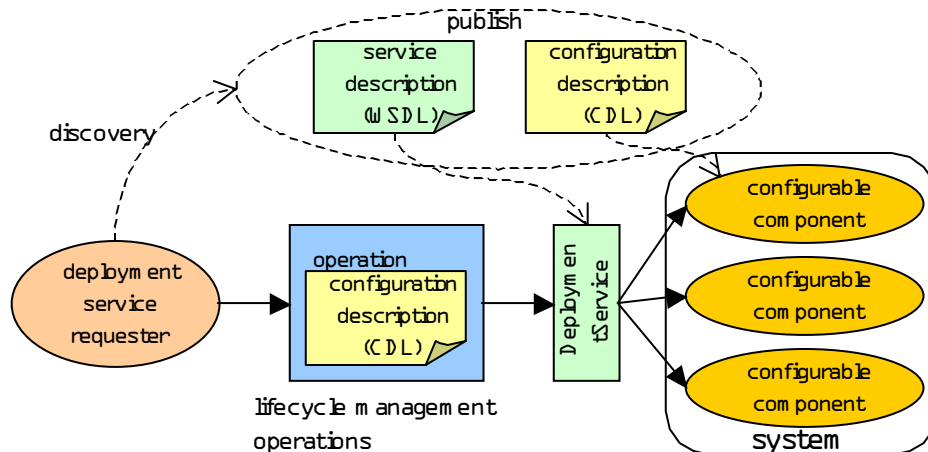 publish
service
description
(WSDL)
configuration
description
(CDL)
discovery
configurable
component
deployment
service
requester
operation
configuration
description
(CDL)
Deploymen
tService
configurable
component
configurable
component
lifecycle management
operations
system